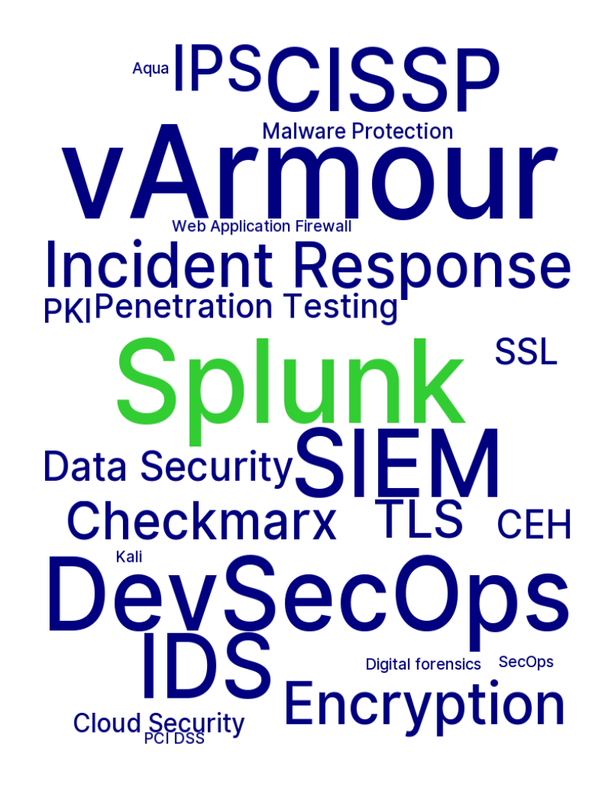 Aqua IPS CISSP
Malware Protection
vArmour
Web Application Firewall
Incident Response
PKI Penetration Testing
Splunk SSL
SIEM
Data Security
Checkmarx TLS CEH
Kali
DevSecOps
IDS
Digital forensics SecOps
Encryption
Cloud Security
PCI DSS